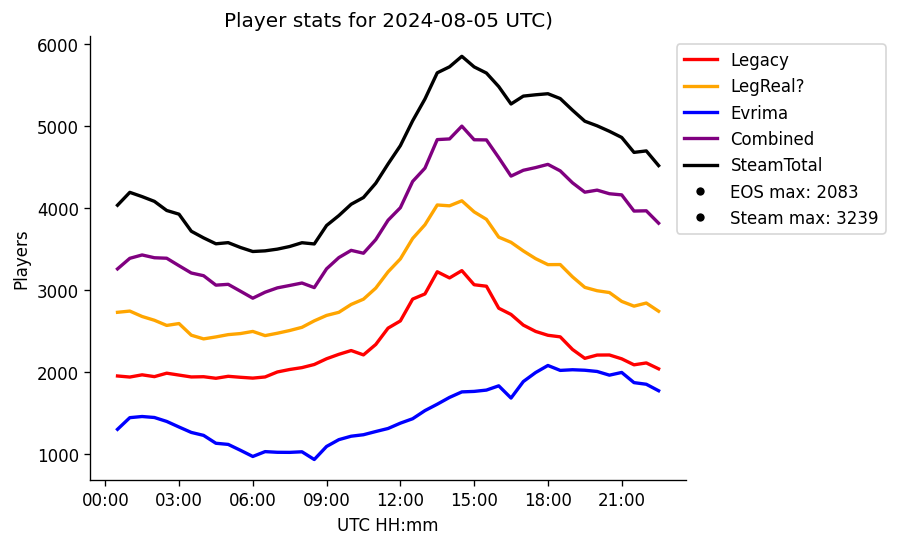 Player stats for 2024-08-05 UTC)
6000
5000
4000
3000
2000
1000
Players
00:00 03:00 06:00 09:00 12:00 15:00 18:00 21:00
UTC HH:mm
Legacy
LegReal?
Evrima
Combined
SteamTotal
EOS max: 2083
Steam max: 3239